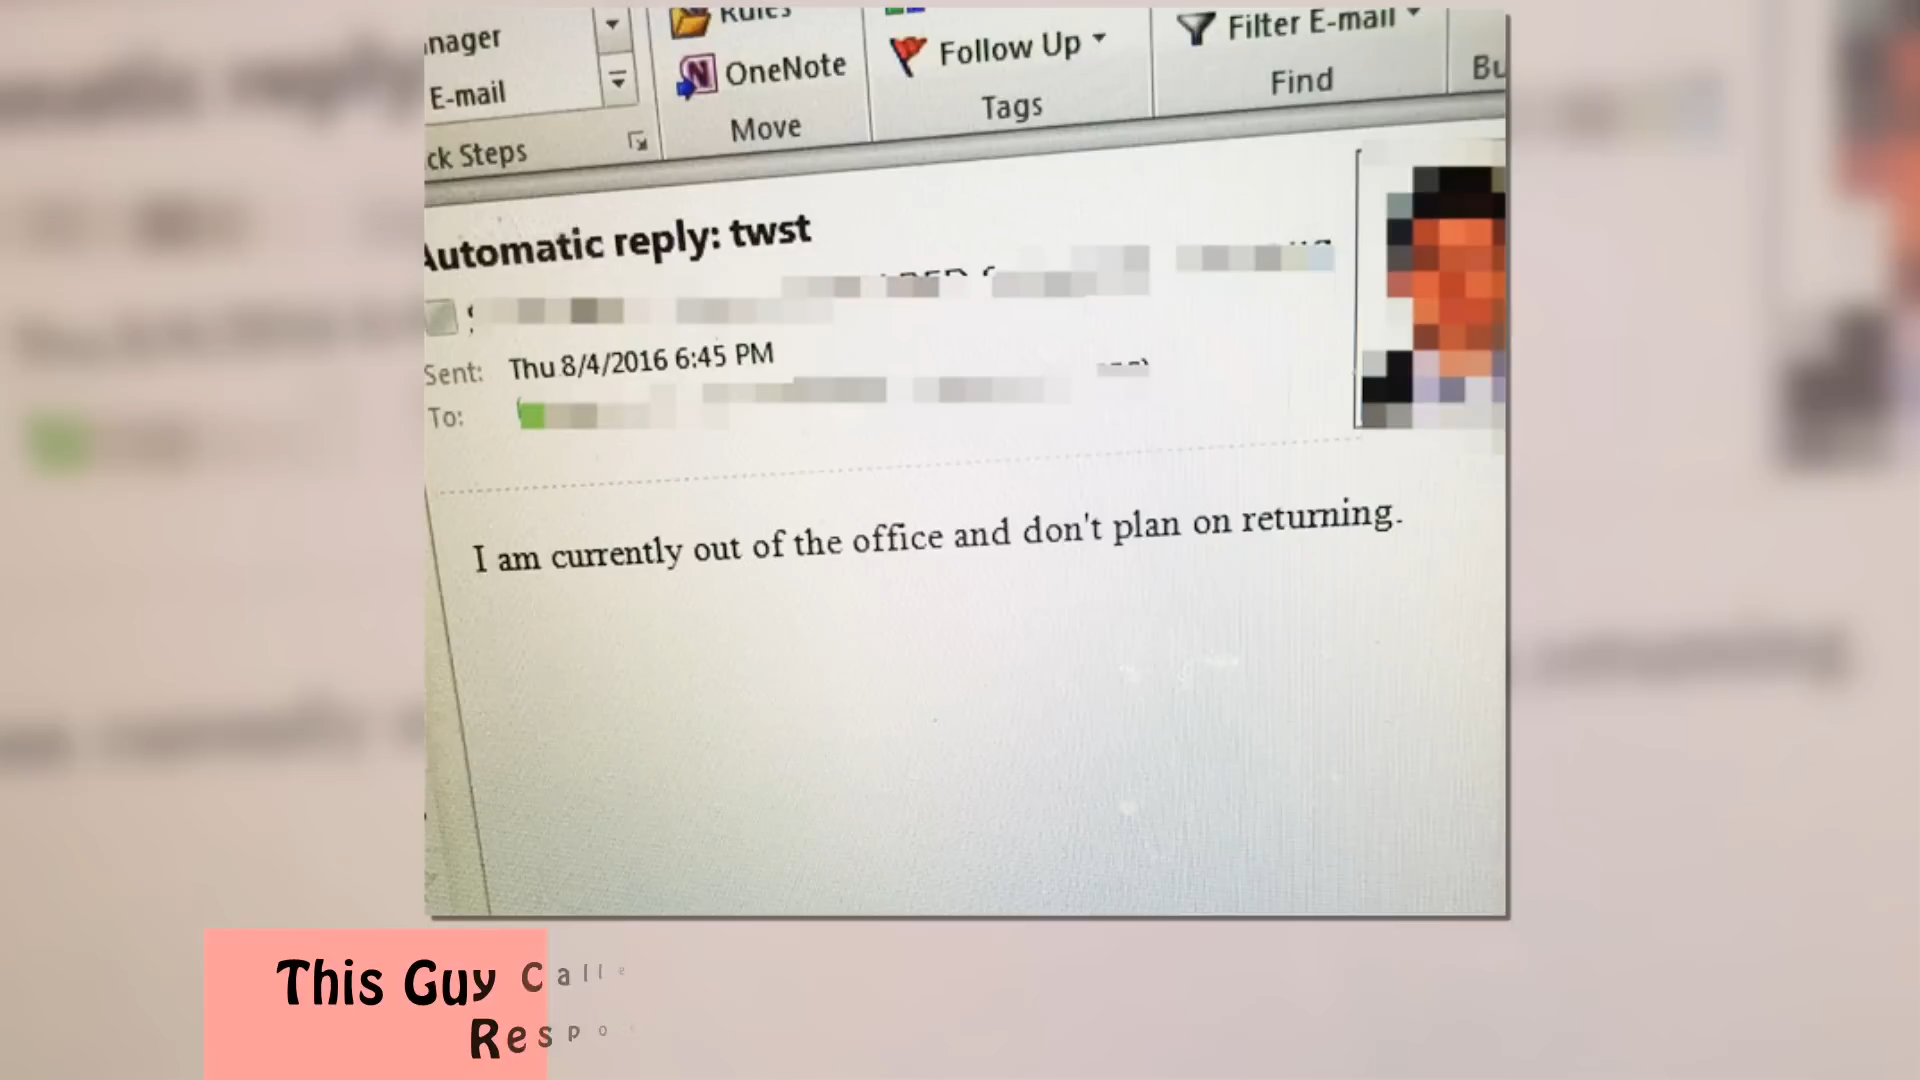 nager
Rules
Follow Up
Filter E-mail
E-mail
OneNote
Find
Bu
ck Steps
Move
Tags
Automatic reply: twst
Sent: Thu 8/4/2016 6:45 PM
To:
I am currently out of the office and don't plan on returning.
This Guy Calle
Respo